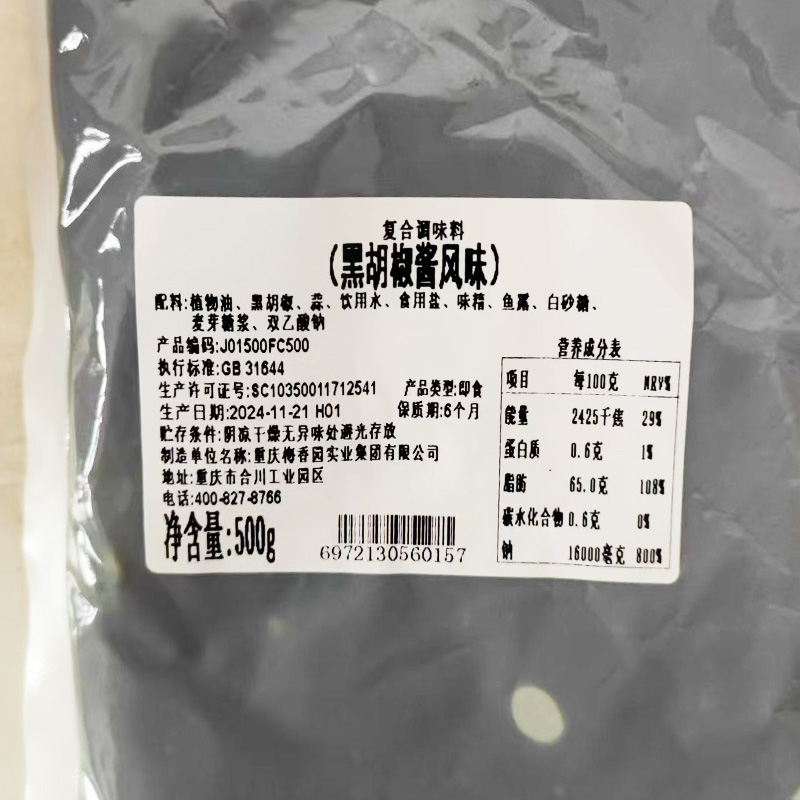 复合调味料
(黑胡椒酱风味)
配料:植物油、黑胡椒、蒜、饮用水、食用盐、味精、鱼露、白砂糖、
麦芽糖浆、双乙酸钠
产品编码:J01500FC500
执行标准:GB 31644
生产许可证号:SC10350011712541 产品类型:即食
生产日期:2024-11-21 H01 保质期:6个月
贮存条件:阴凉干燥无异味处避光存放
制造单位名称:重庆梅香园实业集团有限公司
地址:重庆市合川工业园区
电话:400-827-8766
净含量:500g
6972130560157
营养成分表
项目 每100克 NRV%
能量 2425千焦 29%
蛋白质 0.6克 1%
脂肪 65.0克 108%
碳水化合物 0.6克 0%
钠 16000毫克 800%